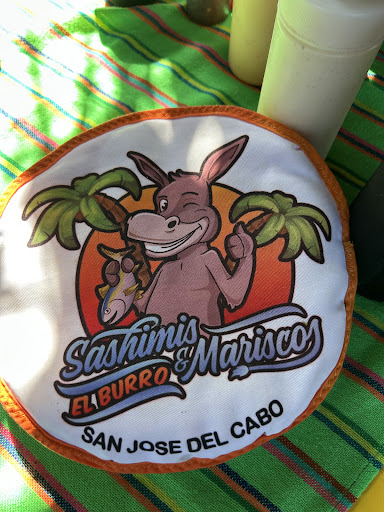 Sashimis
& Mariscos
EL BURRO
SAN JOSE DEL CABO